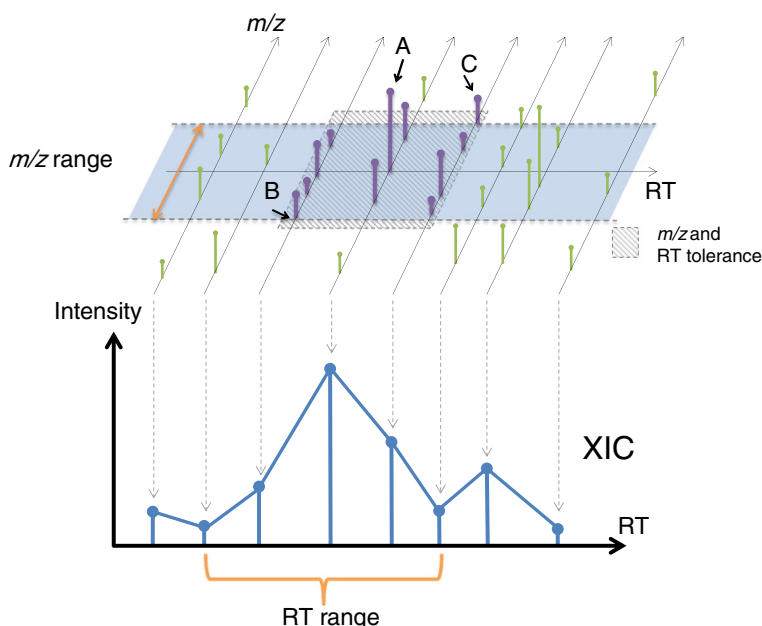 m/z
A
C
m/z range
B
RT
m/z and
RT tolerance
Intensity
XIC
RT
RT range